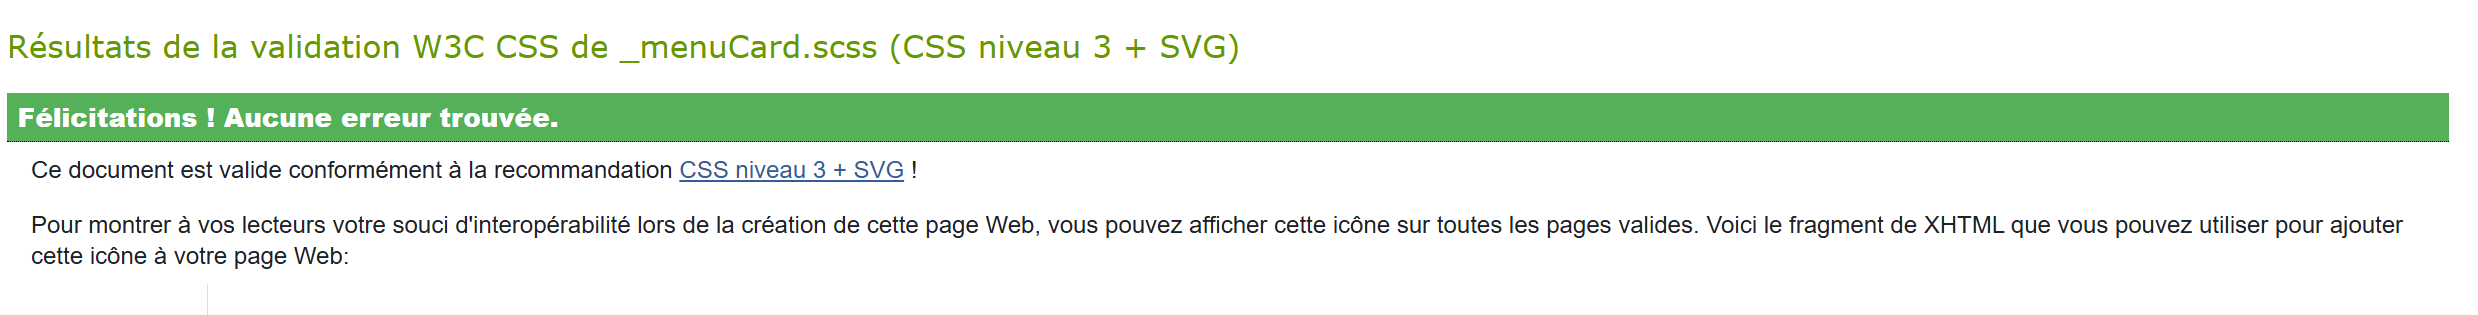 Résultats de la validation W3C CSS de _menuCard.scss (CSS niveau 3 + SVG)
Félicitations ! Aucune erreur trouvée.
Ce document est valide conformément à la recommandation CSS niveau 3 + SVG !
Pour montrer à vos lecteurs votre souci d'interopérabilité lors de la création de cette page Web, vous pouvez afficher cette icône sur toutes les pages valides. Voici le fragment de XHTML que vous pouvez utiliser pour ajouter
cette icône à votre page Web: